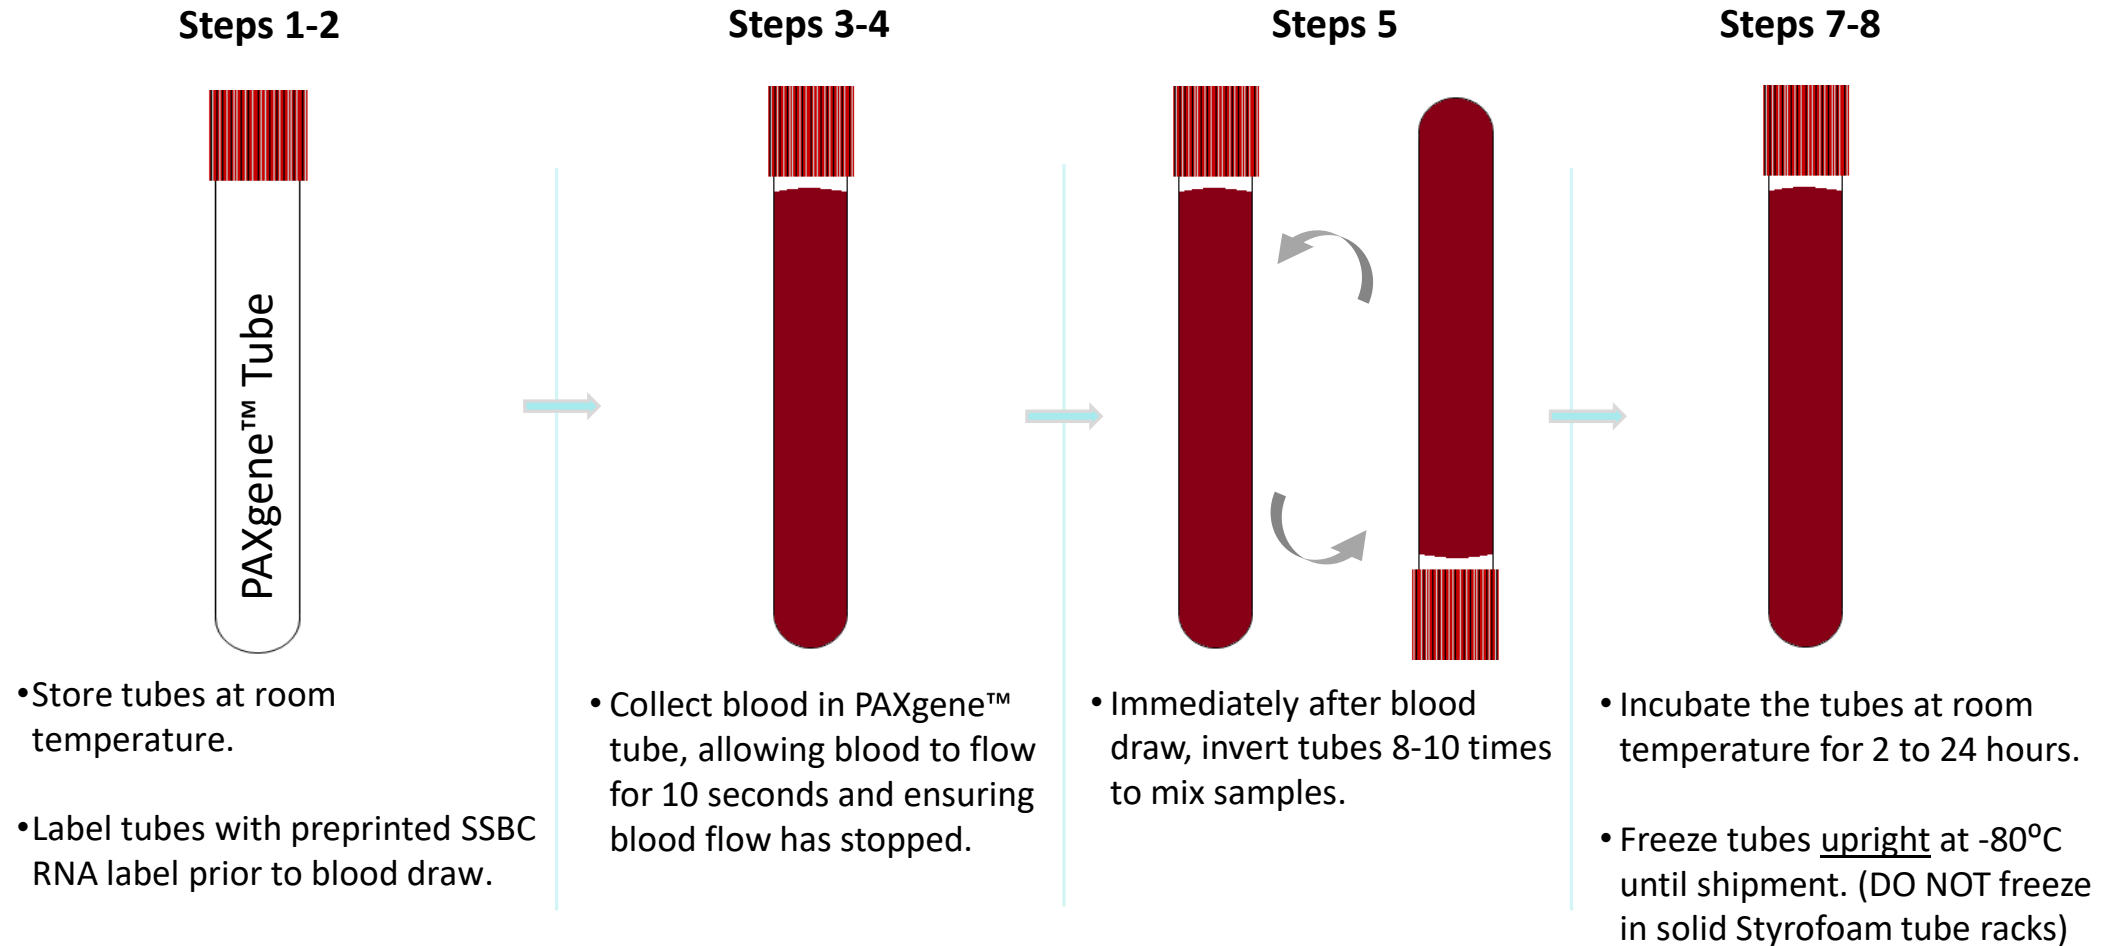 Steps 1-2
PAXgene™ Tube
•Store tubes at room
temperature.
•Label tubes with preprinted SSBC
RNA label prior to blood draw.
Steps 3-4
• Collect blood in PAXgene™
tube, allowing blood to flow
for 10 seconds and ensuring
blood flow has stopped.
Steps 5
• Immediately after blood
draw, invert tubes 8-10 times
to mix samples.
Steps 7-8
• Incubate the tubes at room
temperature for 2 to 24 hours.
• Freeze tubes upright at -80⁰C
until shipment. (DO NOT freeze
in solid Styrofoam tube racks)